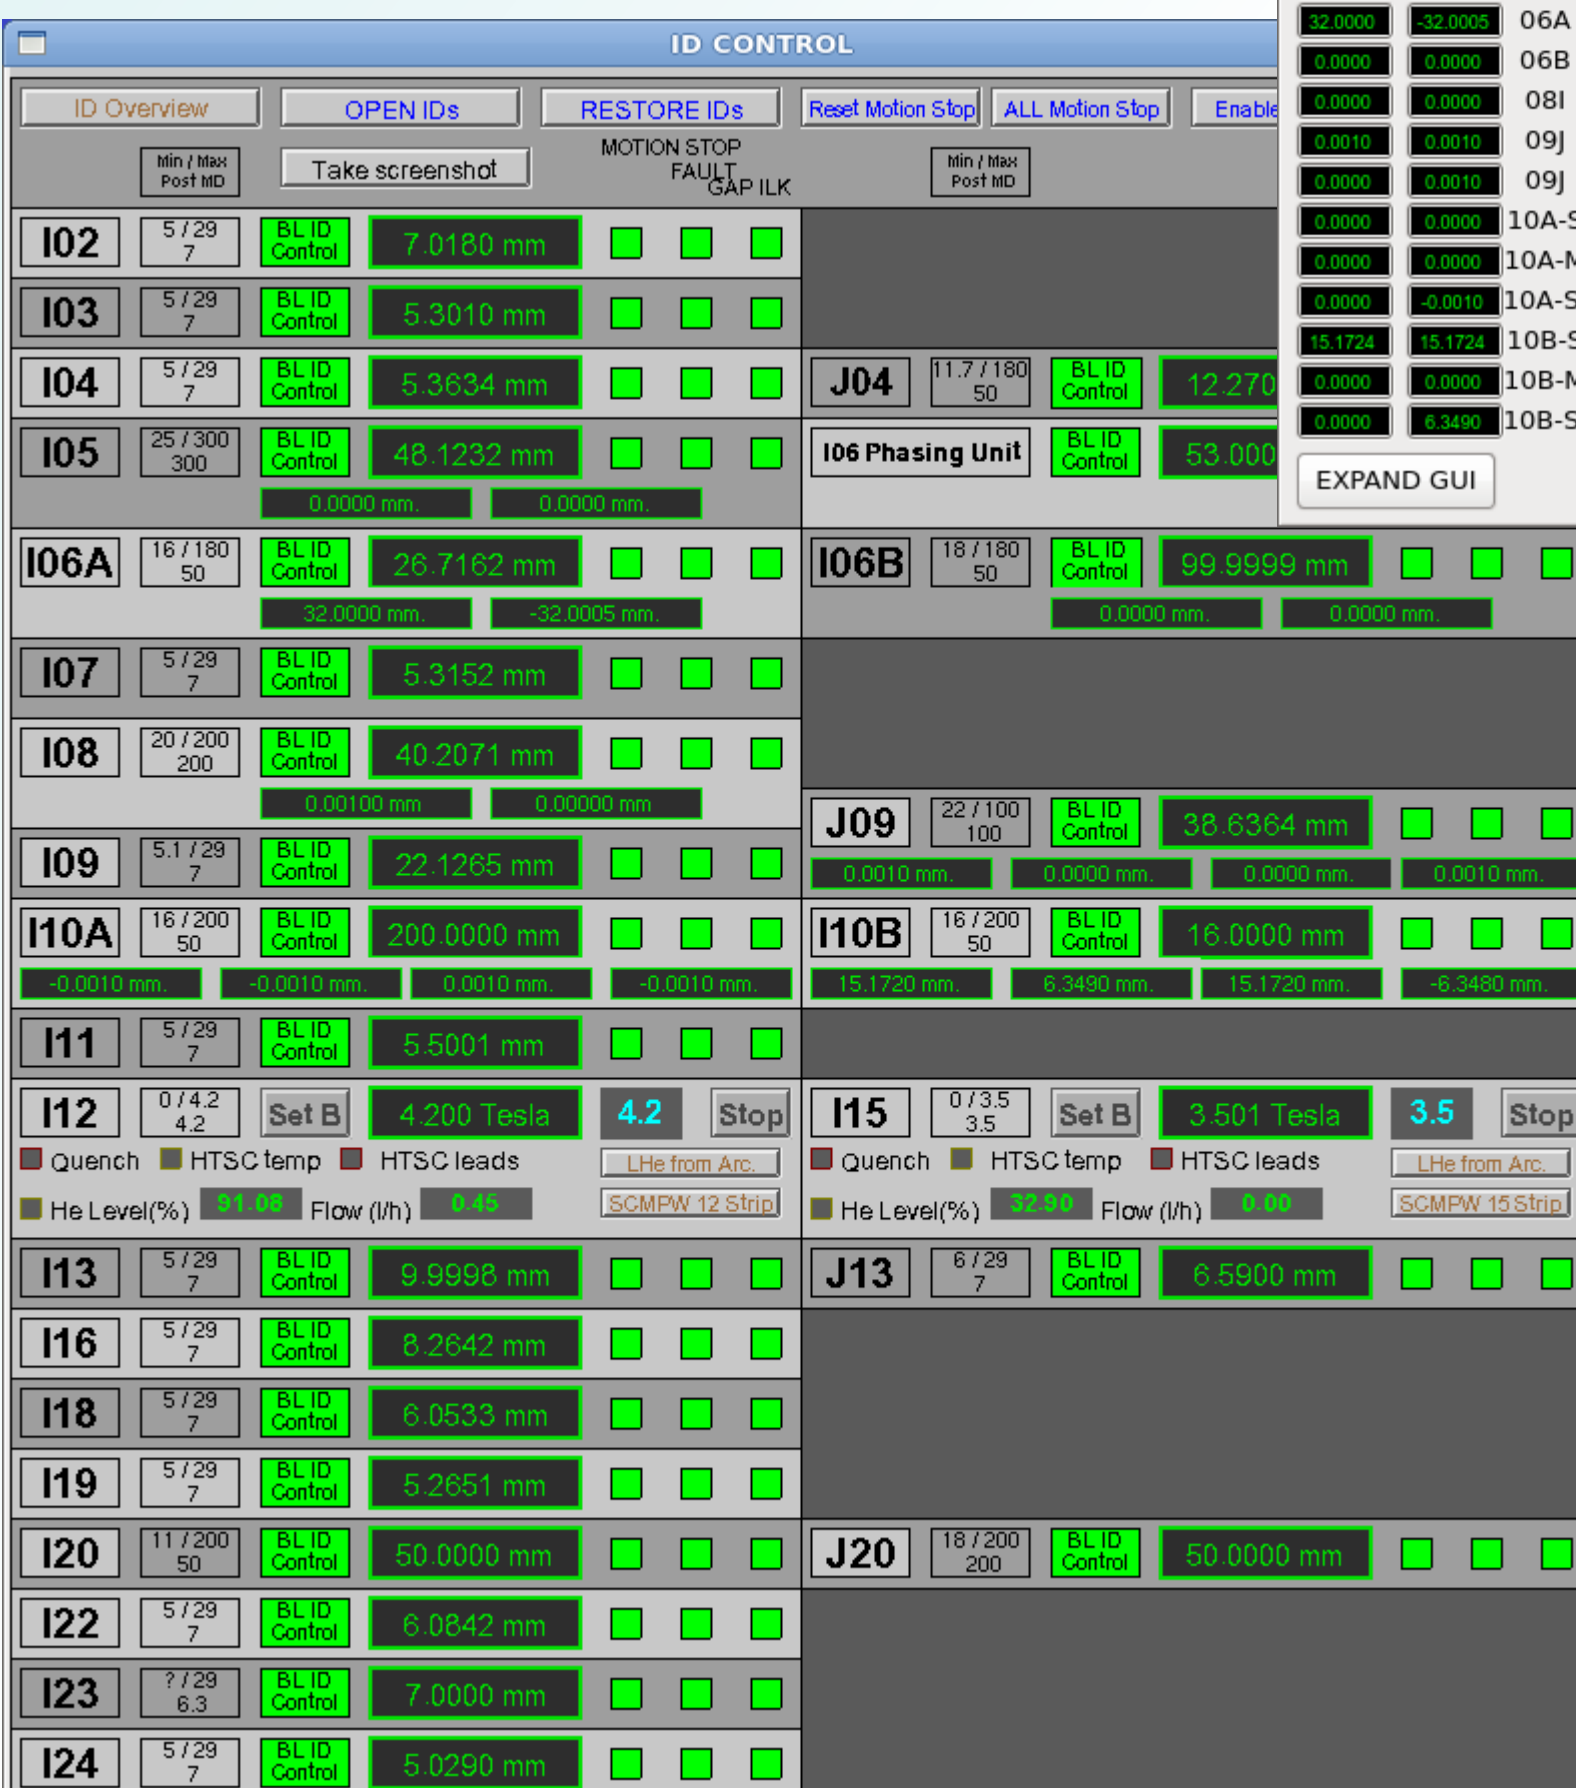 ID CONTROL
ID Overview OPEN IDs RESTORE IDs Reset Motion Stop ALL Motion Stop Enable
Min / Max Post MD Take screenshot MOTION STOP FAULT GAP ILK Min / Max Post MD
32.0000 -32.0005 06A
0.0000 0.0000 06B
0.0000 0.0000 08I
0.0010 0.0010 09J
0.0000 0.0010 09J
0.0000 0.0000 10A-S
0.0000 0.0000 10A-M
0.0000 -0.0010 10A-S
15.1724 15.1724 10B-S
0.0000 0.0000 10B-M
0.0000 6.3490 10B-S
EXPAND GUI
I02 5 / 29 7 BL ID Control 7.0180 mm
I03 5 / 29 7 BL ID Control 5.3010 mm
I04 5 / 29 7 BL ID Control 5.3634 mm J04 11.7 / 180 50 BL ID Control 12.270
I05 25 / 300 300 BL ID Control 48.1232 mm I06 Phasing Unit BL ID Control 53.000
0.0000 mm. 0.0000 mm.
I06A 16 / 180 50 BL ID Control 26.7162 mm I06B 18 / 180 50 BL ID Control 99.9999 mm
32.0000 mm. -32.0005 mm. 0.0000 mm. 0.0000 mm.
I07 5 / 29 7 BL ID Control 5.3152 mm
I08 20 / 200 200 BL ID Control 40.2071 mm
0.00100 mm 0.00000 mm
J09 22 / 100 100 BL ID Control 38.6364 mm
I09 5.1 / 29 7 BL ID Control 22.1265 mm
0.0010 mm. 0.0000 mm. 0.0000 mm. 0.0010 mm.
I10A 16 / 200 50 BL ID Control 200.0000 mm I10B 16 / 200 50 BL ID Control 16.0000 mm
-0.0010 mm. -0.0010 mm. 0.0010 mm. -0.0010 mm. 15.1720 mm. 6.3490 mm. 15.1720 mm. -6.3480 mm.
I11 5 / 29 7 BL ID Control 5.5001 mm
I12 0 / 4.2 4.2 Set B 4.200 Tesla 4.2 Stop I15 0 / 3.5 3.5 Set B 3.501 Tesla 3.5 Stop
Quench HTSC temp HTSC leads LHe from Arc. Quench HTSC temp HTSC leads LHe from Arc.
He Level(%) 91.08 Flow (l/h) 0.45 SCMPW 12 Strip He Level(%) 32.90 Flow (l/h) 0.00 SCMPW 15 Strip
I13 5 / 29 7 BL ID Control 9.9998 mm J13 6 / 29 7 BL ID Control 6.5900 mm
I16 5 / 29 7 BL ID Control 8.2642 mm
I18 5 / 29 7 BL ID Control 6.0533 mm
I19 5 / 29 7 BL ID Control 5.2651 mm
I20 11 / 200 50 BL ID Control 50.0000 mm J20 18 / 200 200 BL ID Control 50.0000 mm
I22 5 / 29 7 BL ID Control 6.0842 mm
I23 ? / 29 6.3 BL ID Control 7.0000 mm
I24 5 / 29 7 BL ID Control 5.0290 mm